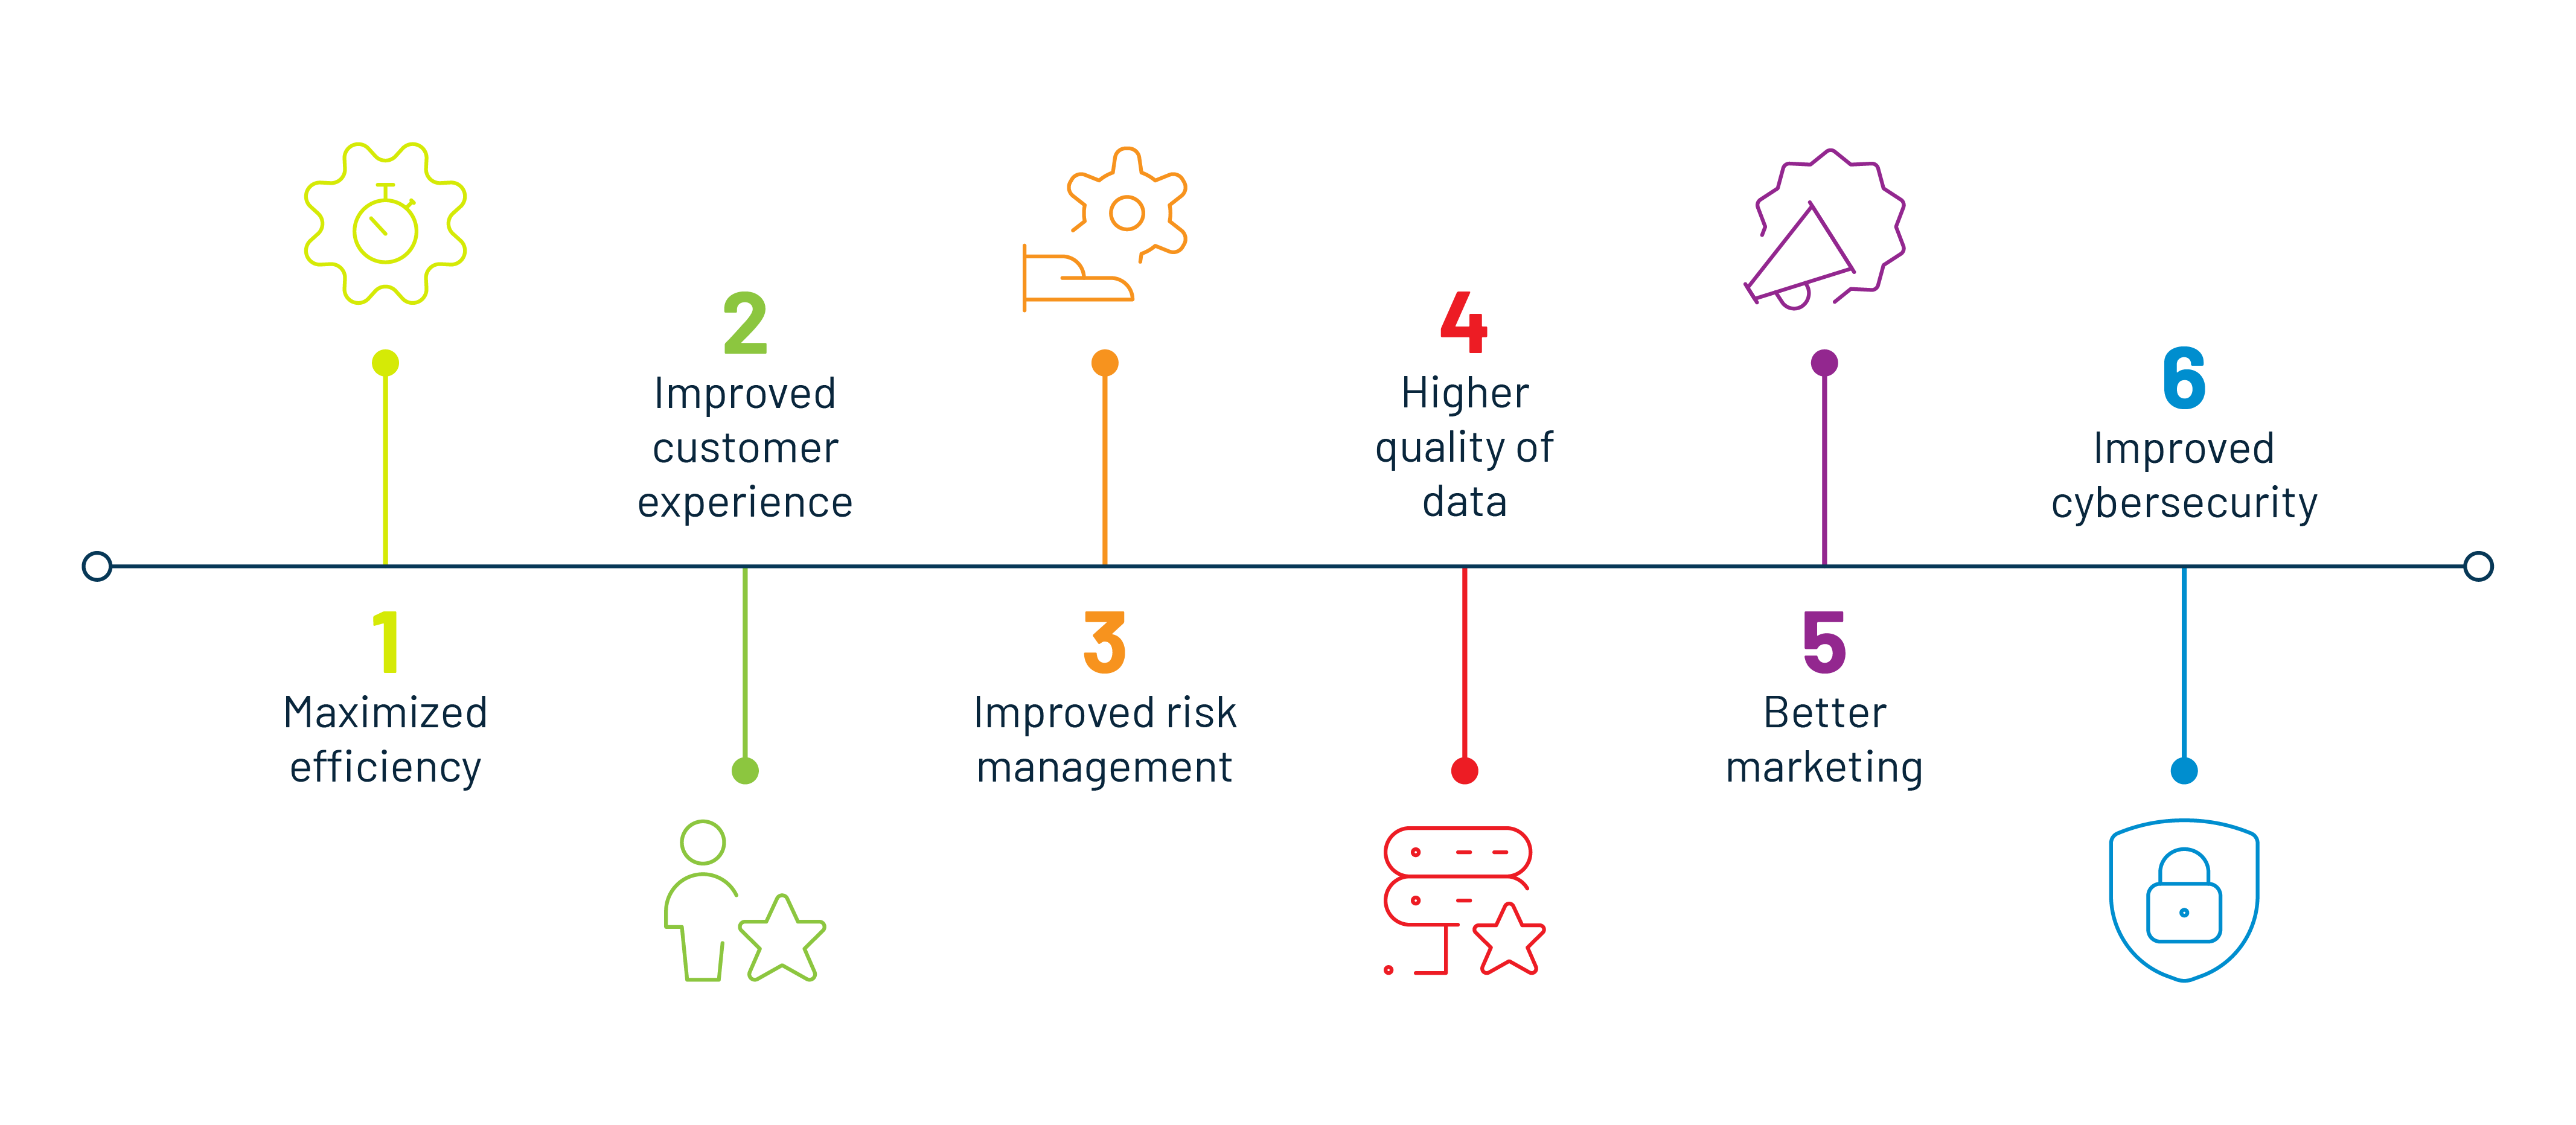 1
Maximized
efficiency
2
Improved
customer
experience
3
Improved risk
management
4
Higher
quality of
data
5
Better
marketing
6
Improved
cybersecurity